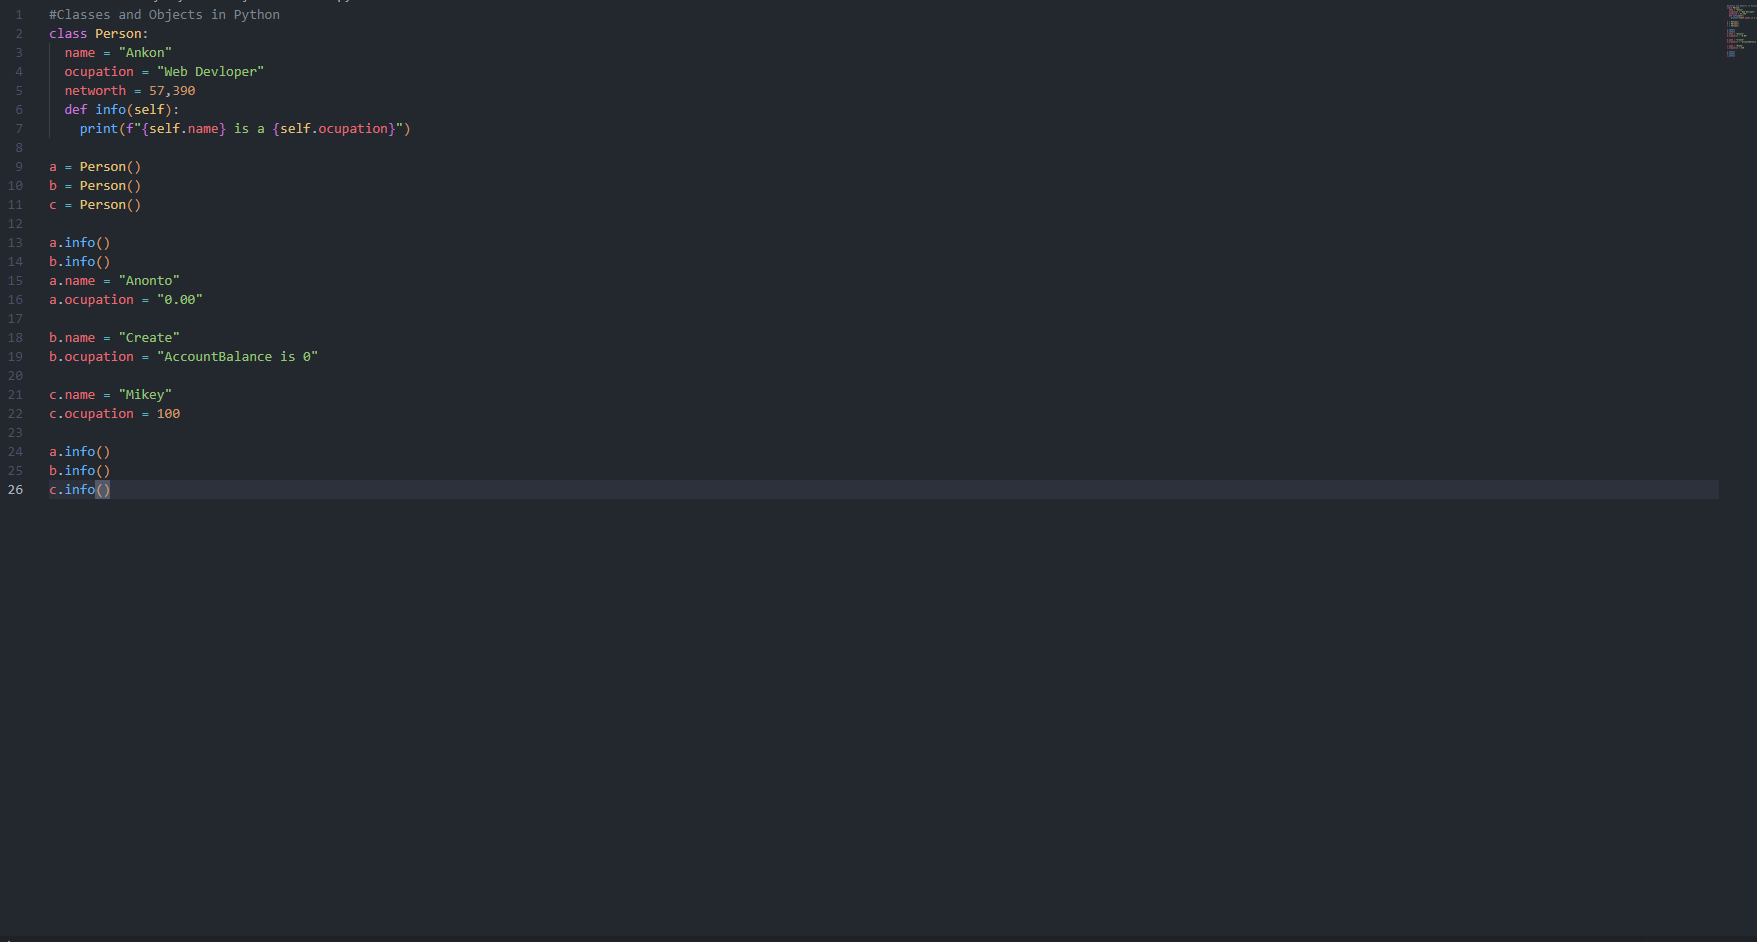 1 #Classes and Objects in Python
2 class Person:
3   name = "Ankon"
4   ocupation = "Web Devloper"
5   networth = 57,390
6   def info(self):
7     print(f"{self.name} is a {self.ocupation}")
8
9 a = Person()
10 b = Person()
11 c = Person()
12
13 a.info()
14 b.info()
15 a.name = "Anonto"
16 a.ocupation = "0.00"
17
18 b.name = "Create"
19 b.ocupation = "AccountBalance is 0"
20
21 c.name = "Mikey"
22 c.ocupation = 100
23
24 a.info()
25 b.info()
26 c.info()